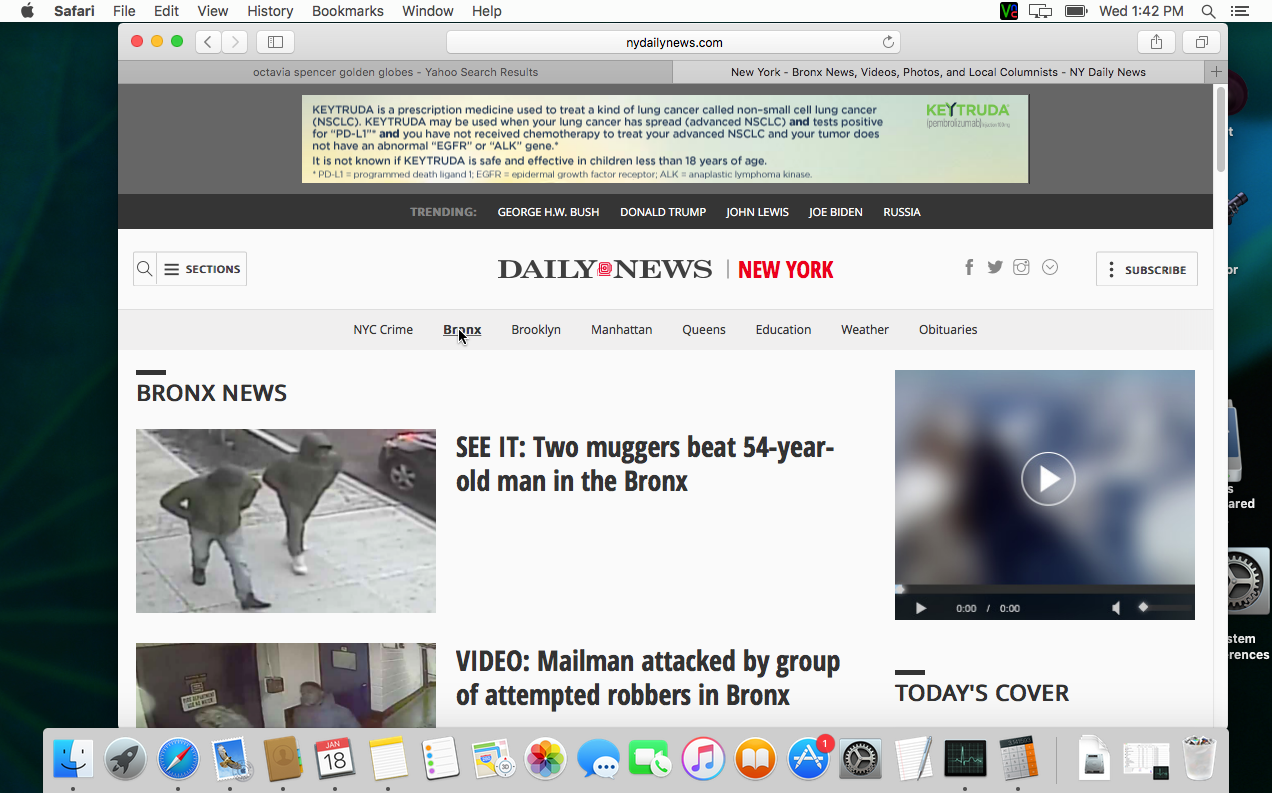 Safari File Edit View History Bookmarks Window Help Wed 1:42 PM
nydailynews.com
octavia spencer golden globes - Yahoo Search Results
New York - Bronx News, Videos, Photos, and Local Columnists - NY Daily News
KEYTRUDA is a prescription medicine used to treat a kind of lung cancer called non-small cell lung cancer
(NSCLC). KEYTRUDA may be used when your lung cancer has spread (advanced NSCLC) and tests positive
for “PD-L1”* and you have not received chemotherapy to treat your advanced NSCLC and your tumor does
not have an abnormal “EGFR” or “ALK” gene.*
It is not known if KEYTRUDA is safe and effective in children less than 18 years of age.
* PD-L1 = programmed death ligand 1; EGFR = epidermal growth factor receptor; ALK = anaplastic lymphoma kinase.
KEYTRUDA
(pembrolizumab)
TRENDING: GEORGE H.W. BUSH DONALD TRUMP JOHN LEWIS JOE BIDEN RUSSIA
SECTIONS
DAILY NEWS | NEW YORK
SUBSCRIBE
NYC Crime Bronx Brooklyn Manhattan Queens Education Weather Obituaries
BRONX NEWS
SEE IT: Two muggers beat 54-year-
old man in the Bronx
0:00 / 0:00
VIDEO: Mailman attacked by group
of attempted robbers in Bronx
TODAY'S COVER
t
or
s
ared
stem
rences
JAN
18
1